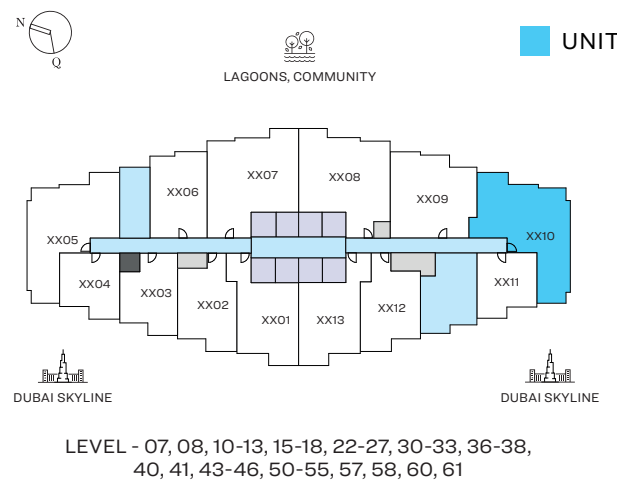 N
Q
UNIT
LAGOONS, COMMUNITY
XX07
XX08
XX06
XX09
XX05
XX10
XX04
XX03
XX02
XX01
XX13
XX12
XX11
DUBAI SKYLINE
DUBAI SKYLINE
LEVEL - 07, 08, 10-13, 15-18, 22-27, 30-33, 36-38,
40, 41, 43-46, 50-55, 57, 58, 60, 61